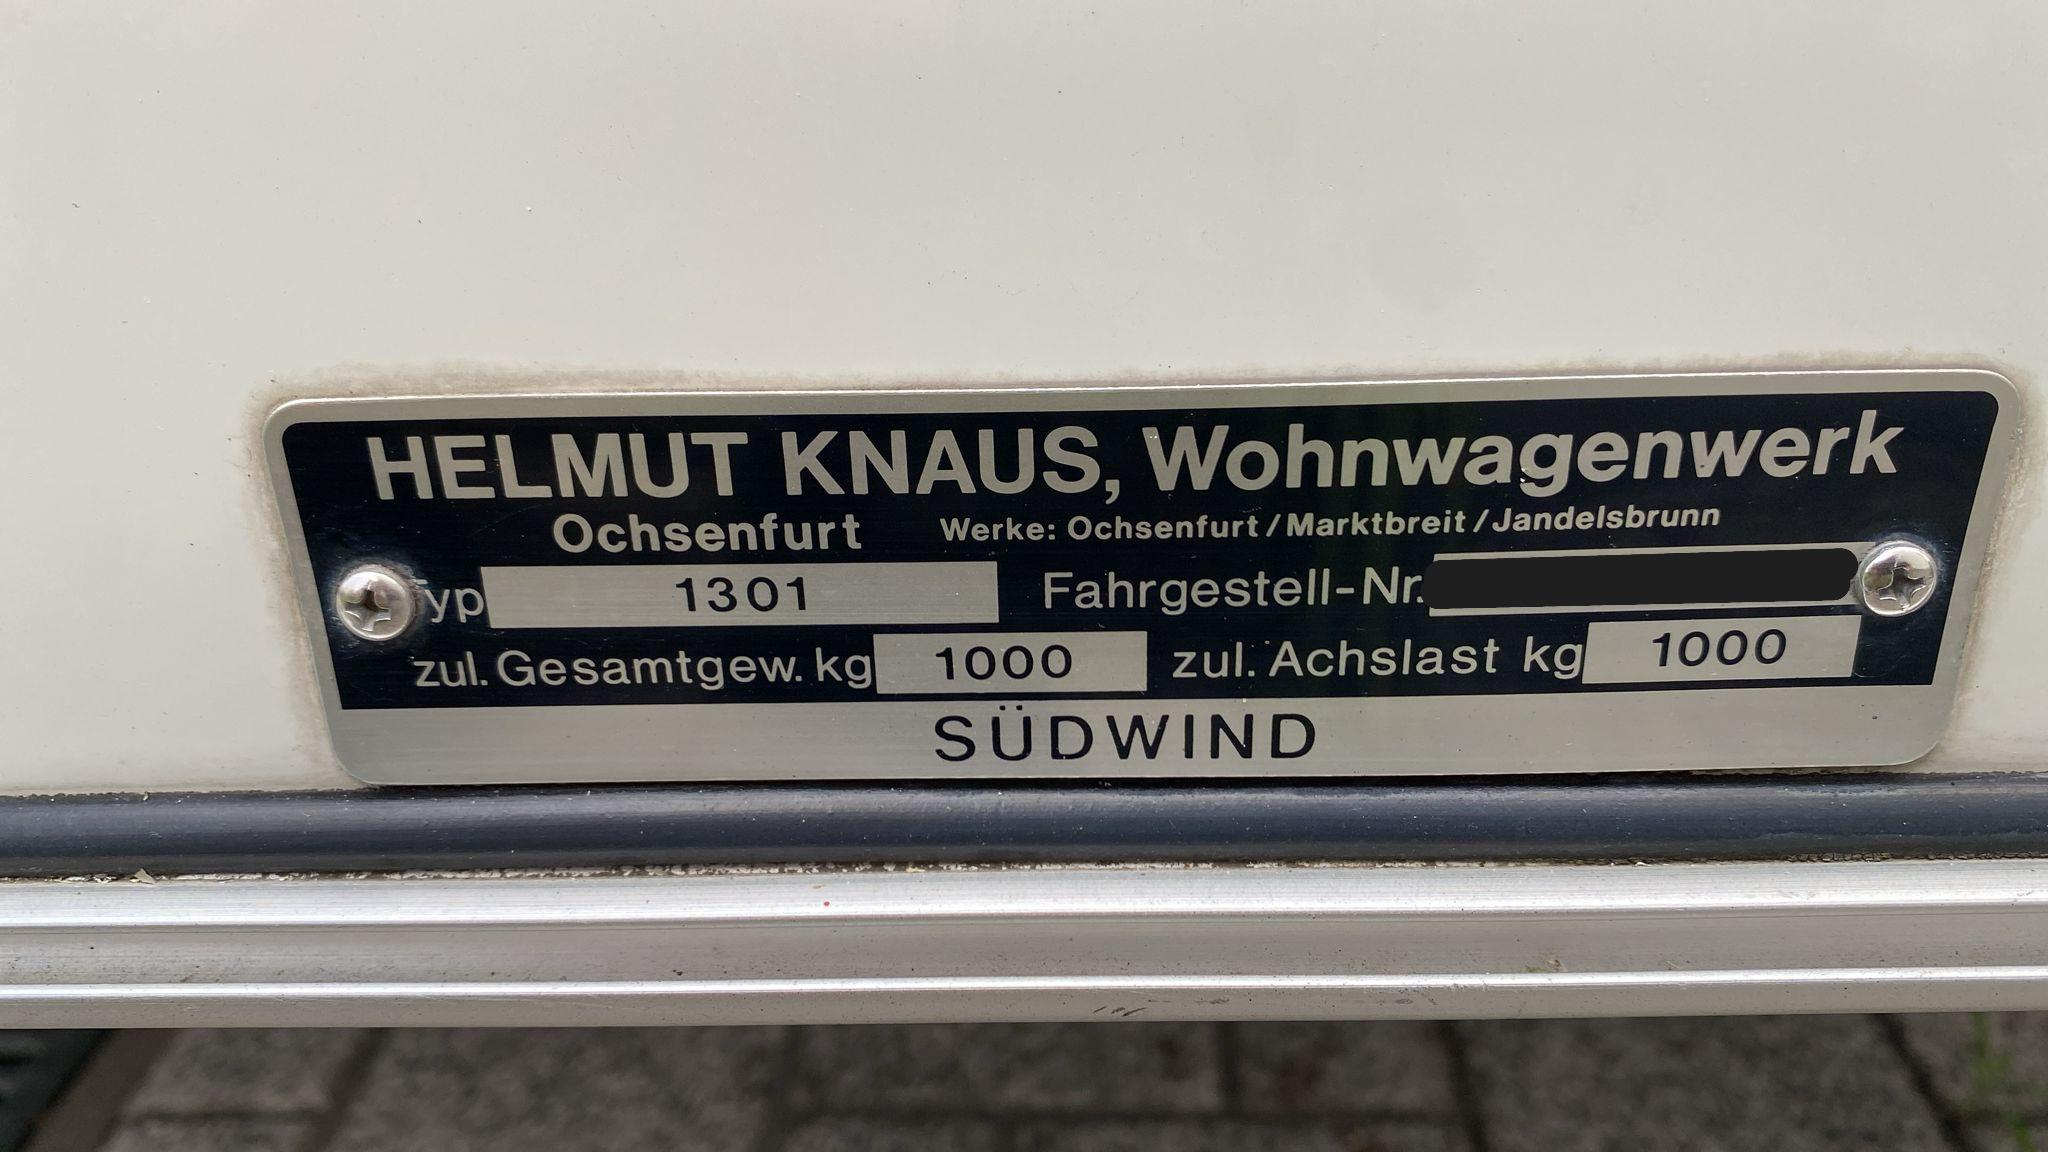 HELMUT KNAUS, Wohnwagenwerk
Ochsenfurt Werke: Ochsenfurt/Marktbreit/Jandelsbrunn
Typ 1301 Fahrgestell-Nr.
zul. Gesamtgew. kg 1000 zul. Achslast kg 1000
SÜDWIND